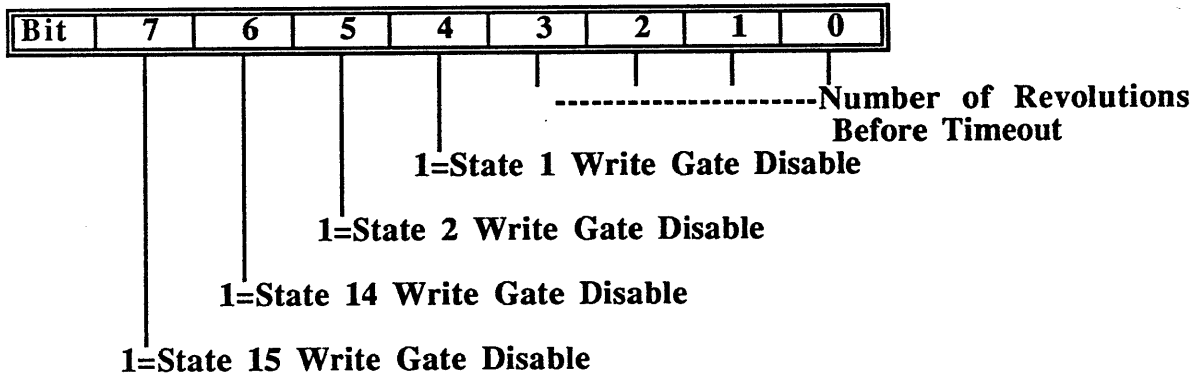 Bit 7 6 5 4 3 2 1 0
Number of Revolutions
Before Timeout
1=State 1 Write Gate Disable
1=State 2 Write Gate Disable
1=State 14 Write Gate Disable
1=State 15 Write Gate Disable